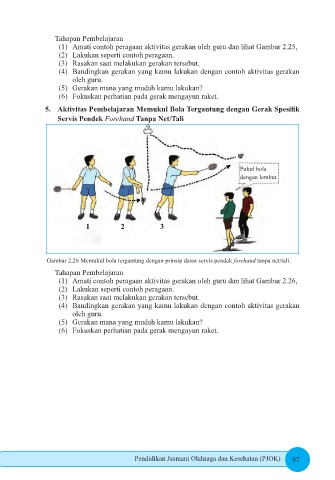 Tahapan Pembelajaran
(1) Amati contoh peragaan aktivitas gerakan oleh guru dan lihat Gambar 2.25,
(2) Lakukan seperti contoh peragaan.
(3) Rasakan saat melakukan gerakan tersebut.
(4) Bandingkan gerakan yang kamu lakukan dengan contoh aktivitas gerakan
oleh guru.
(5) Gerakan mana yang mudah kamu lakukan?
(6) Fokuskan perhatian pada gerak mengayun raket.
5. Aktivitas Pembelajaran Memukul Bola Tergantung dengan Gerak Spesifik
Servis Pendek Forehand Tanpa Net/Tali
Pukul bola
dengan lembut
1 2 3
Gambar 2.26 Memukul bola tergantung dengan prinsip dasar servis pendek forehand tanpa net/tali.
Tahapan Pembelajaran
(1) Amati contoh peragaan aktivitas gerakan oleh guru dan lihat Gambar 2.26,
(2) Lakukan seperti contoh peragaan.
(3) Rasakan saat melakukan gerakan tersebut.
(4) Bandingkan gerakan yang kamu lakukan dengan contoh aktivitas gerakan
oleh guru.
(5) Gerakan mana yang mudah kamu lakukan?
(6) Fokuskan perhatian pada gerak mengayun raket.
Pendidikan Jasmani Olahraga dan Kesehatan (PJOK) 97